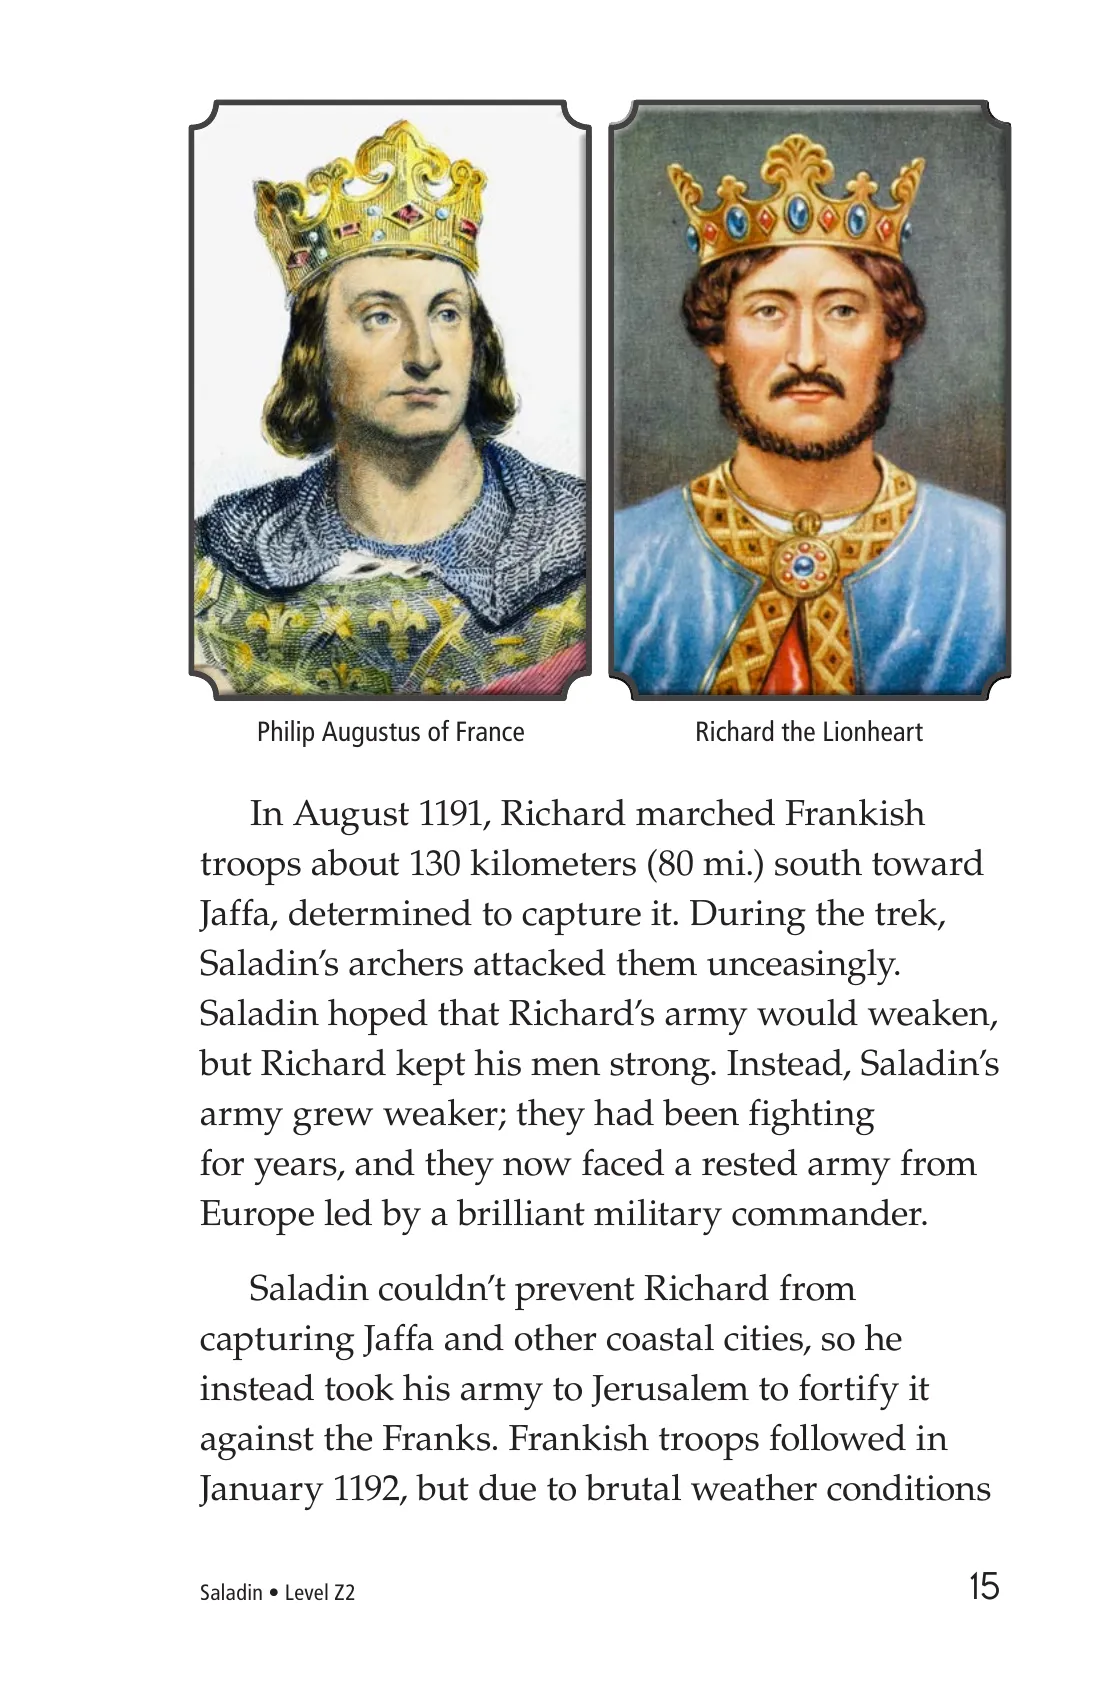 Philip Augustus of France
Richard the Lionheart
In August 1191, Richard marched Frankish
troops about 130 kilometers (80 mi.) south toward
Jaffa, determined to capture it. During the trek,
Saladin’s archers attacked them unceasingly.
Saladin hoped that Richard’s army would weaken,
but Richard kept his men strong. Instead, Saladin’s
army grew weaker; they had been fighting
for years, and they now faced a rested army from
Europe led by a brilliant military commander.
Saladin couldn’t prevent Richard from
capturing Jaffa and other coastal cities, so he
instead took his army to Jerusalem to fortify it
against the Franks. Frankish troops followed in
January 1192, but due to brutal weather conditions
Saladin • Level Z2
15